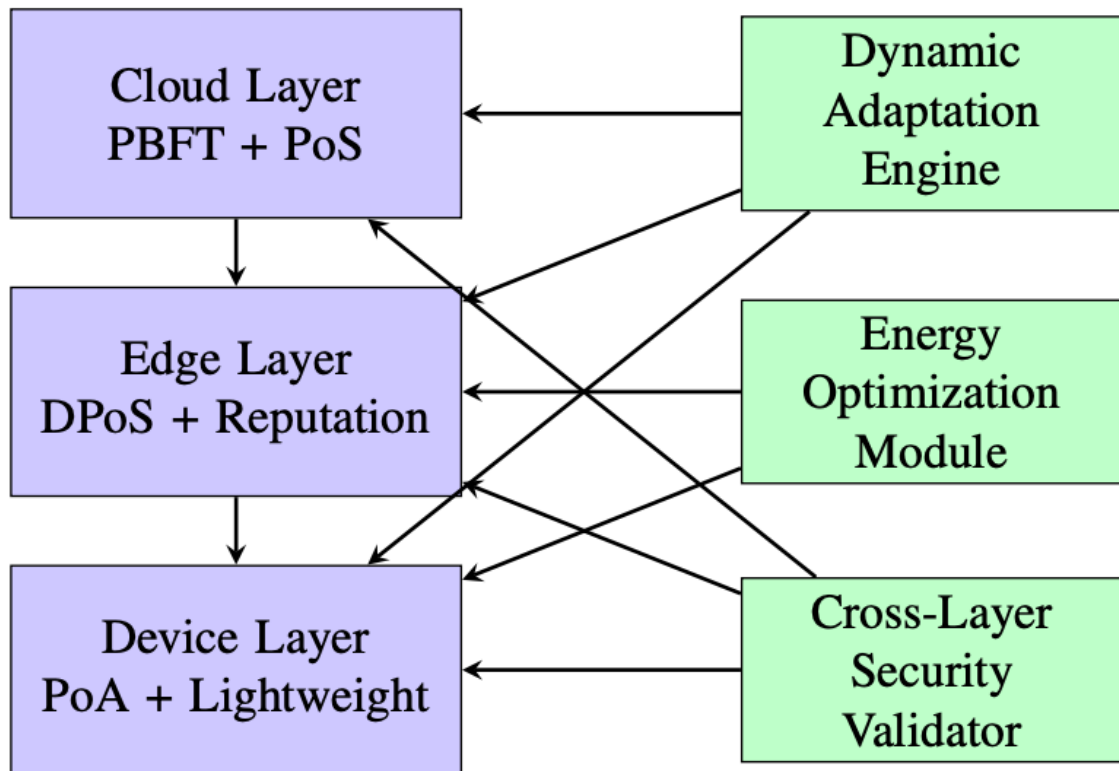 Cloud Layer
PBFT + PoS
Dynamic
Adaptation
Engine
Edge Layer
DPoS + Reputation
Energy
Optimization
Module
Device Layer
PoA + Lightweight
Cross-Layer
Security
Validator